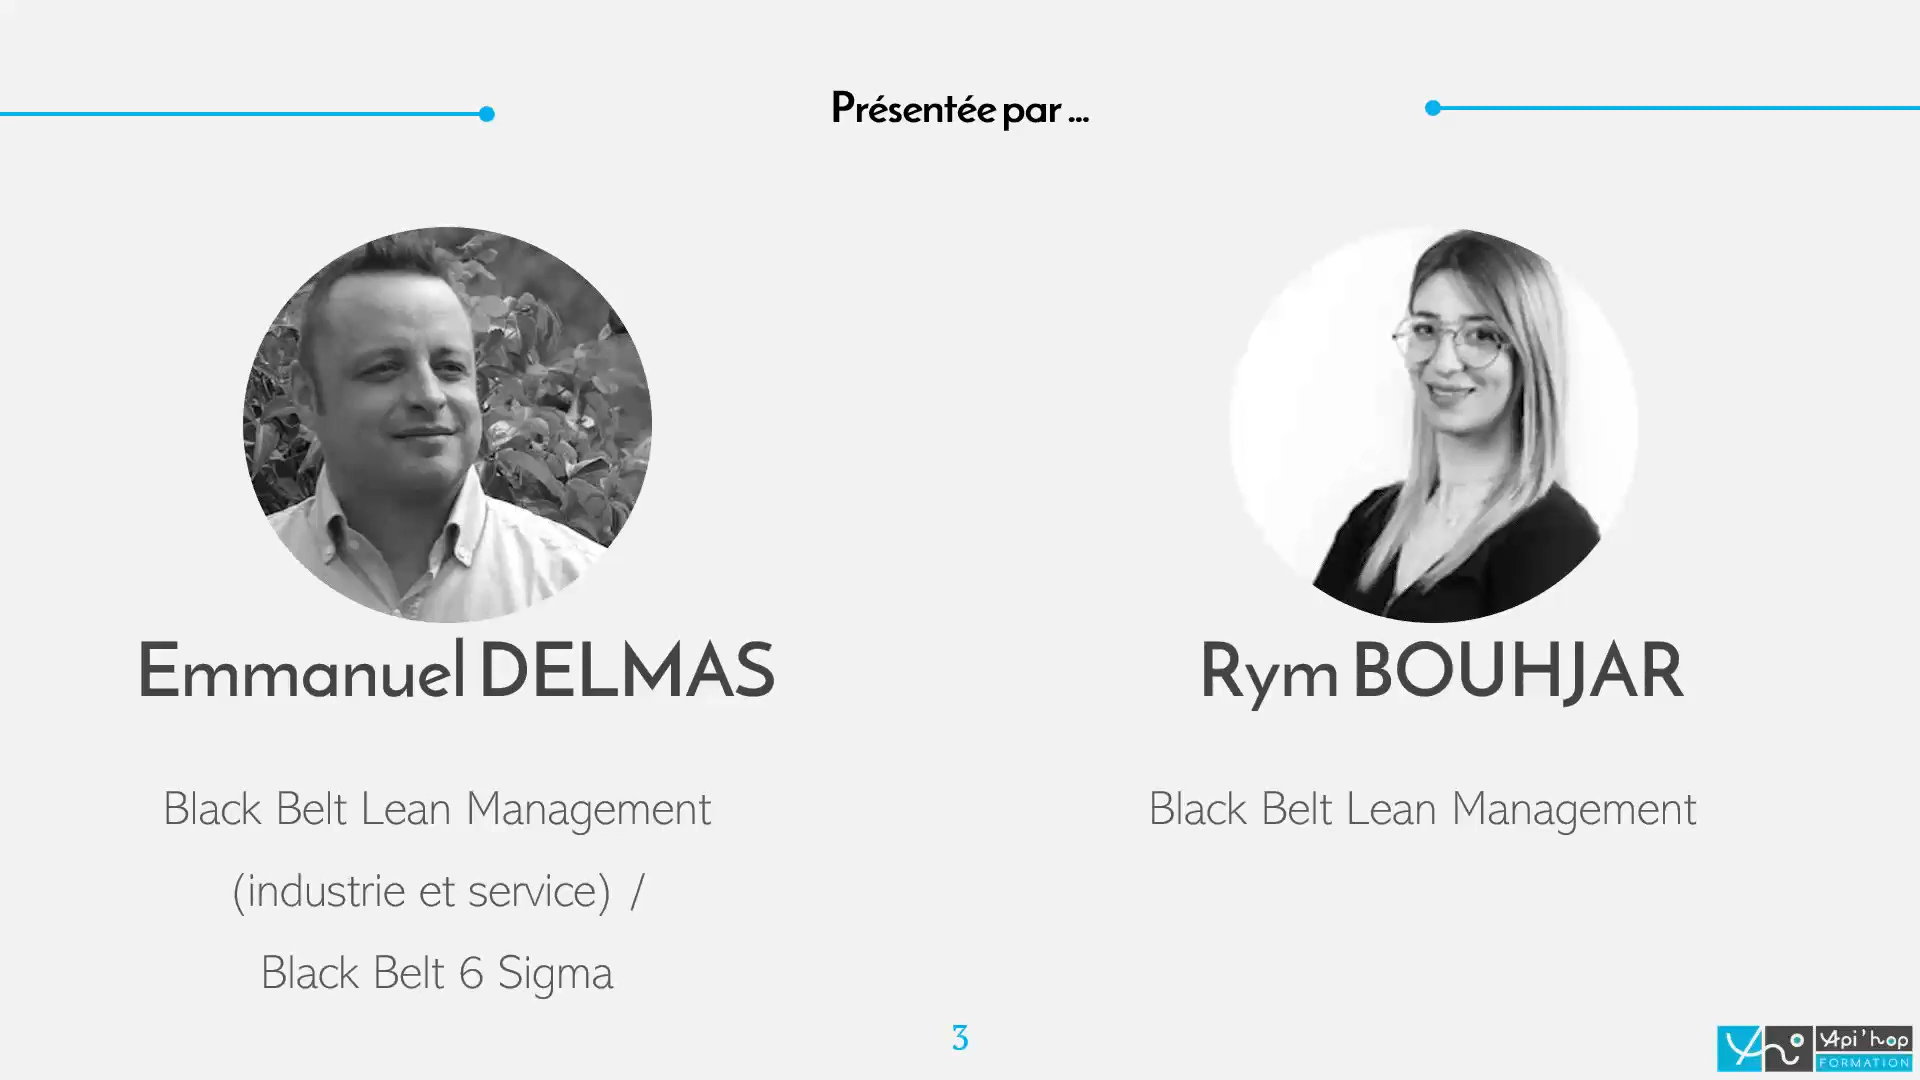 Présentée par ...
Emmanuel DELMAS
Black Belt Lean Management
(industrie et service) /
Black Belt 6 Sigma
Rym BOUHJAR
Black Belt Lean Management
3
Api'hop
FORMATION